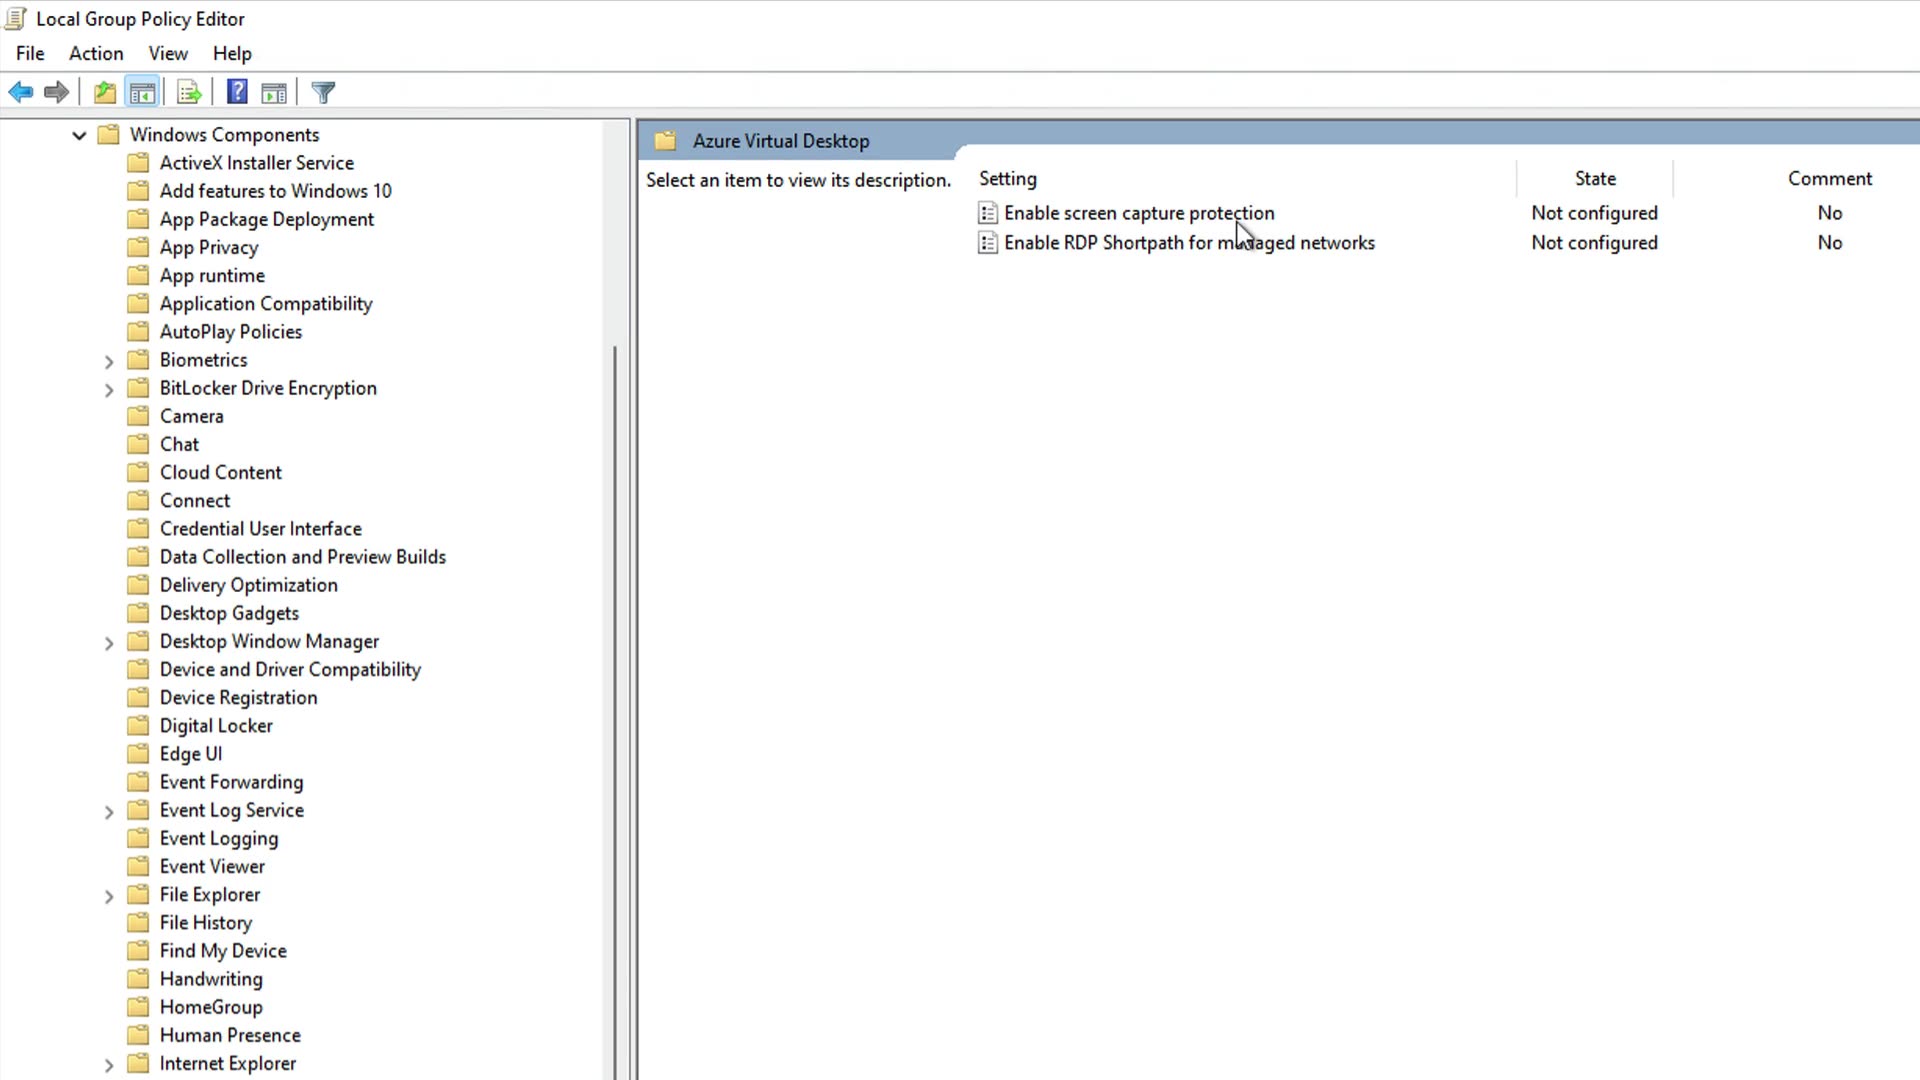 Local Group Policy Editor
File Action View Help
Windows Components
ActiveX Installer Service
Add features to Windows 10
App Package Deployment
App Privacy
App runtime
Application Compatibility
AutoPlay Policies
Biometrics
BitLocker Drive Encryption
Camera
Chat
Cloud Content
Connect
Credential User Interface
Data Collection and Preview Builds
Delivery Optimization
Desktop Gadgets
Desktop Window Manager
Device and Driver Compatibility
Device Registration
Digital Locker
Edge UI
Event Forwarding
Event Log Service
Event Logging
Event Viewer
File Explorer
File History
Find My Device
Handwriting
HomeGroup
Human Presence
Internet Explorer
Azure Virtual Desktop
Select an item to view its description.
Setting State Comment
Enable screen capture protection Not configured No
Enable RDP Shortpath for managed networks Not configured No